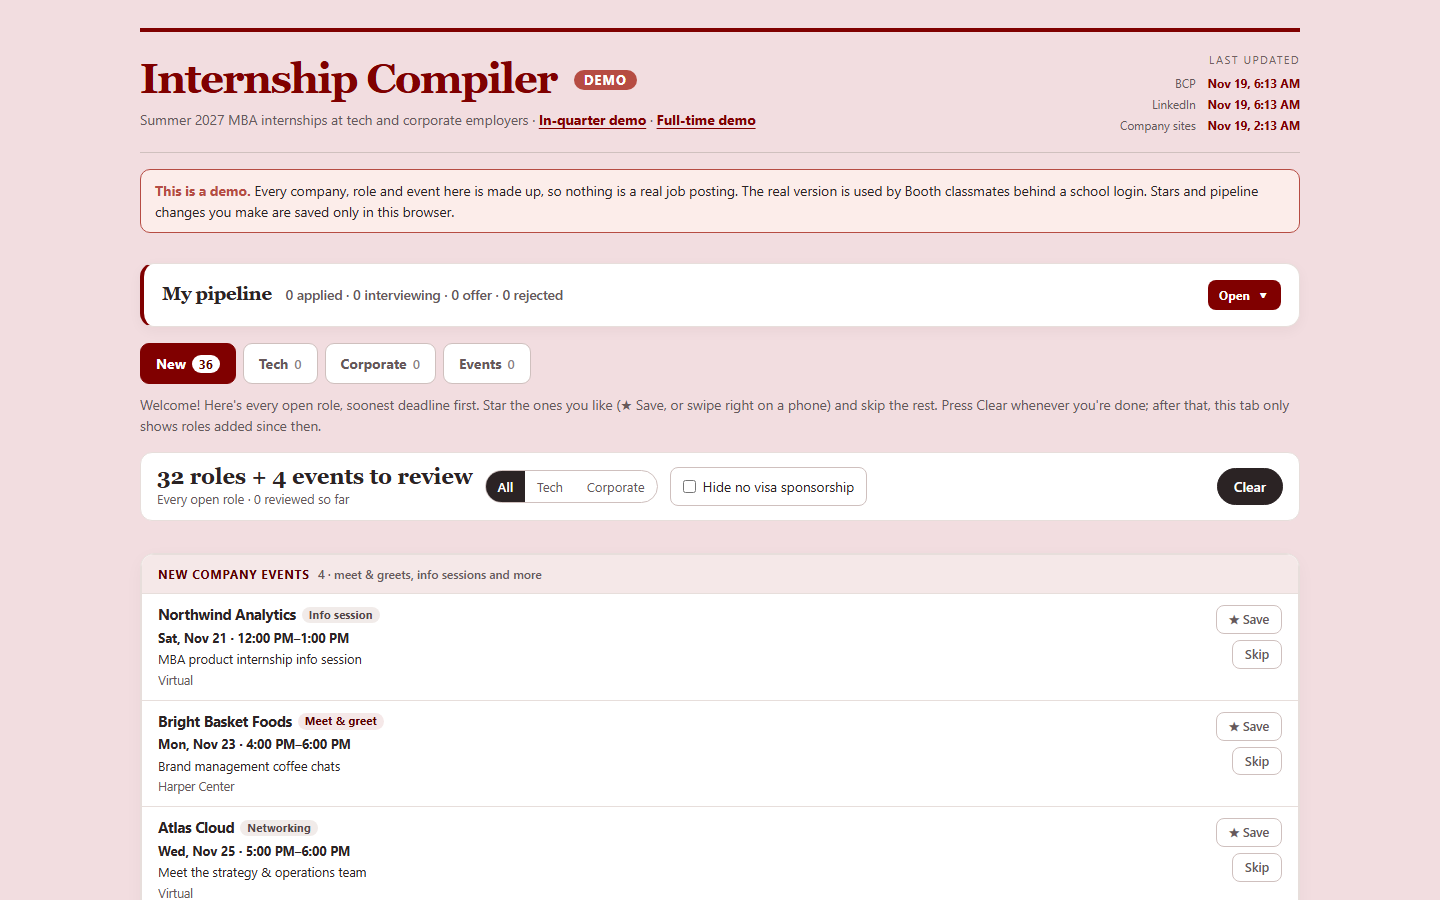 Internship Compiler DEMO
Summer 2027 MBA internships at tech and corporate employers · In-quarter demo · Full-time demo
LAST UPDATED
BCP Nov 19, 6:13 AM
LinkedIn Nov 19, 6:13 AM
Company sites Nov 19, 2:13 AM
This is a demo. Every company, role and event here is made up, so nothing is a real job posting. The real version is used by Booth classmates behind a school login. Stars and pipeline
changes you make are saved only in this browser.
My pipeline 0 applied · 0 interviewing · 0 offer · 0 rejected Open ▼
New 36 Tech 0 Corporate 0 Events 0
Welcome! Here's every open role, soonest deadline first. Star the ones you like (★ Save, or swipe right on a phone) and skip the rest. Press Clear whenever you're done; after that, this tab only
shows roles added since then.
32 roles + 4 events to review
Every open role · 0 reviewed so far
All Tech Corporate Hide no visa sponsorship Clear
NEW COMPANY EVENTS 4 · meet & greets, info sessions and more
Northwind Analytics Info session ★ Save
Sat, Nov 21 · 12:00 PM–1:00 PM
MBA product internship info session Skip
Virtual
Bright Basket Foods Meet & greet ★ Save
Mon, Nov 23 · 4:00 PM–6:00 PM
Brand management coffee chats Skip
Harper Center
Atlas Cloud Networking ★ Save
Wed, Nov 25 · 5:00 PM–6:00 PM
Meet the strategy & operations team Skip
Virtual